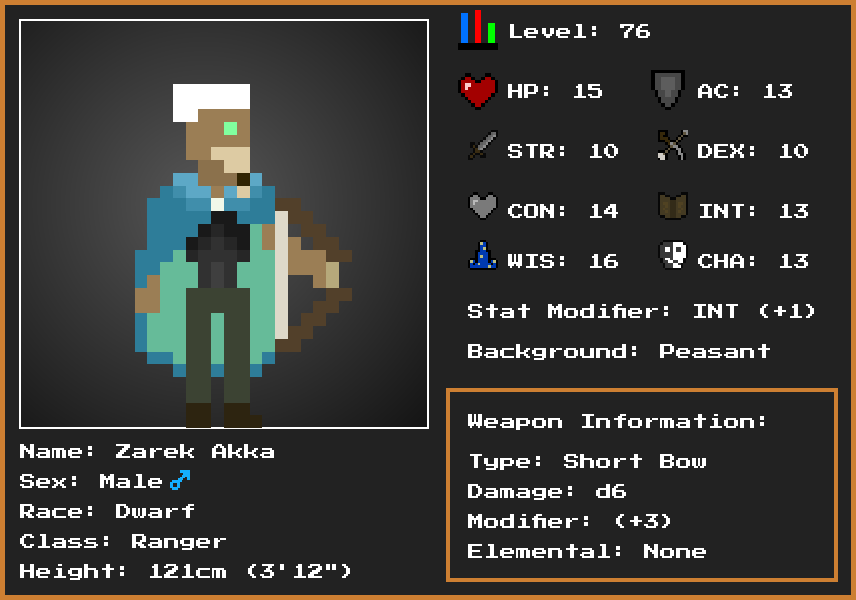 Level: 76
HP: 15 AC: 13
STR: 10 DEX: 10
CON: 14 INT: 13
WIS: 16 CHA: 13
Stat Modifier: INT (+1)
Background: Peasant
Weapon Information:
Type: Short Bow
Damage: d6
Modifier: (+3)
Elemental: None
Name: Zarek Akka
Sex: Male♂
Race: Dwarf
Class: Ranger
Height: 121cm (3'12")